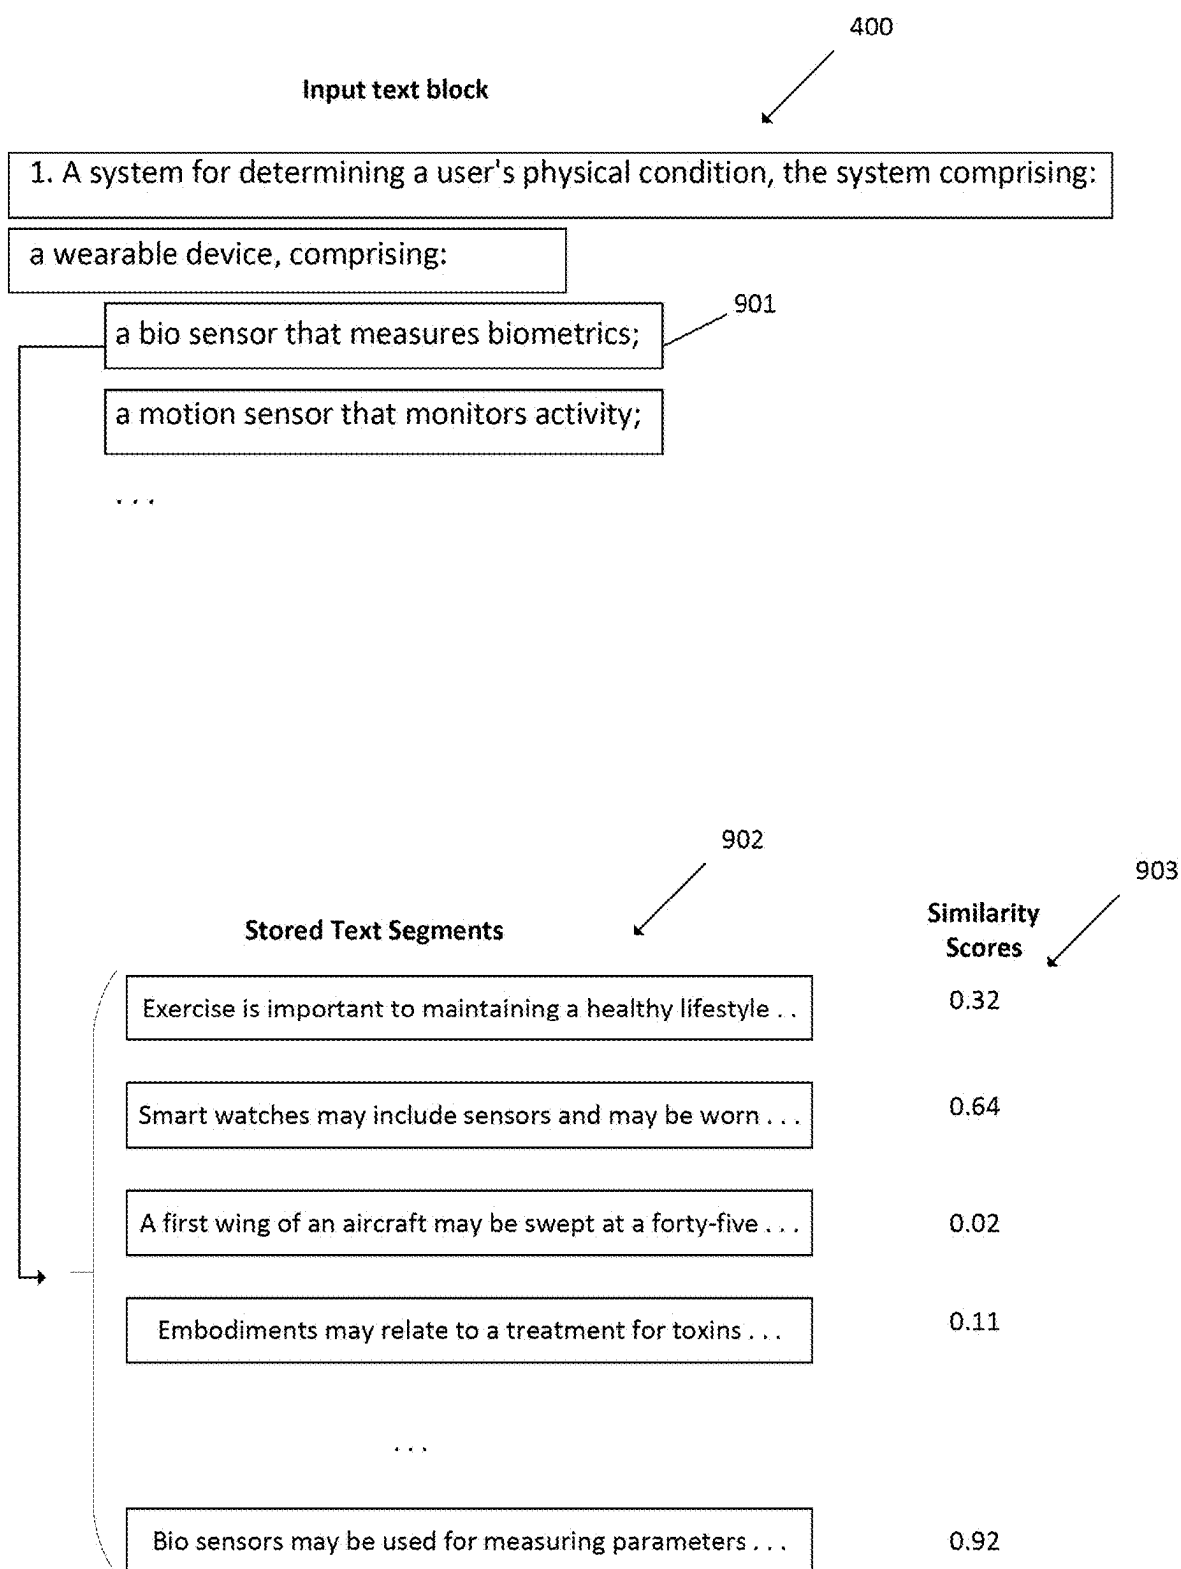 400
Input text block
1. A system for determining a user's physical condition, the system comprising:
a wearable device, comprising:
901
a bio sensor that measures biometrics;
a motion sensor that monitors activity;
. . .
902
903
Stored Text Segments
Similarity
Scores
Exercise is important to maintaining a healthy lifestyle . . 0.32
Smart watches may include sensors and may be worn . . . 0.64
A first wing of an aircraft may be swept at a forty-five . . . 0.02
Embodiments may relate to a treatment for toxins . . . 0.11
. . .
Bio sensors may be used for measuring parameters . . . 0.92